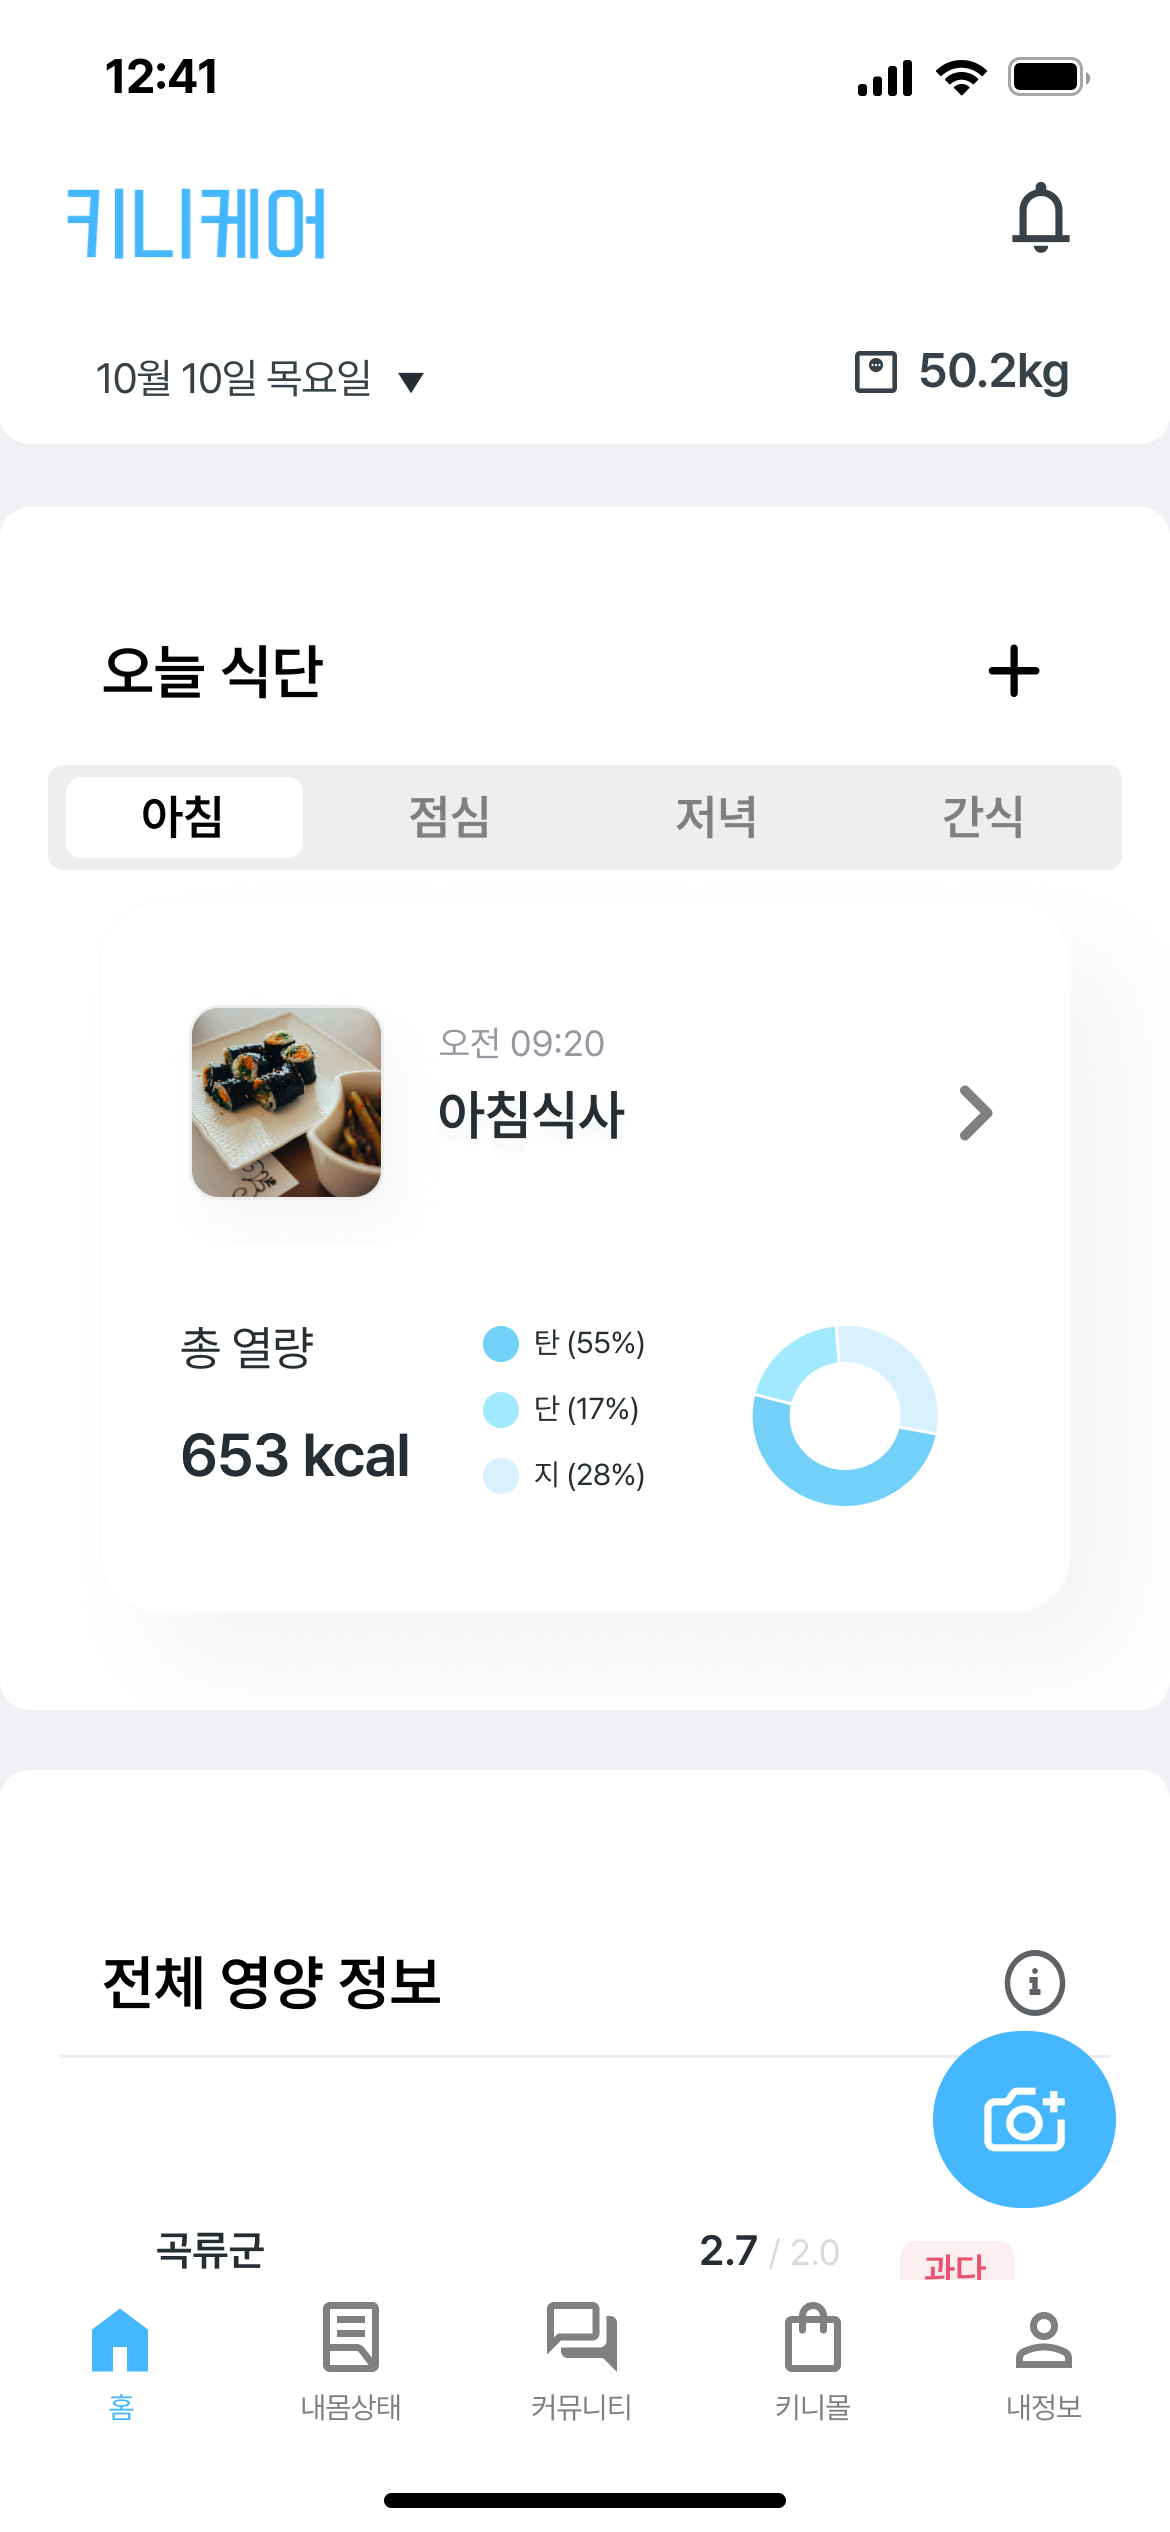 12:41
키니케어
10월 10일 목요일 ▼
50.2kg
오늘 식단
아침 점심 저녁 간식
오전 09:20
아침식사
총 열량
653 kcal
탄 (55%)
단 (17%)
지 (28%)
전체 영양 정보
곡류군 2.7 / 2.0 과다
홈 내몸상태 커뮤니티 키니몰 내정보